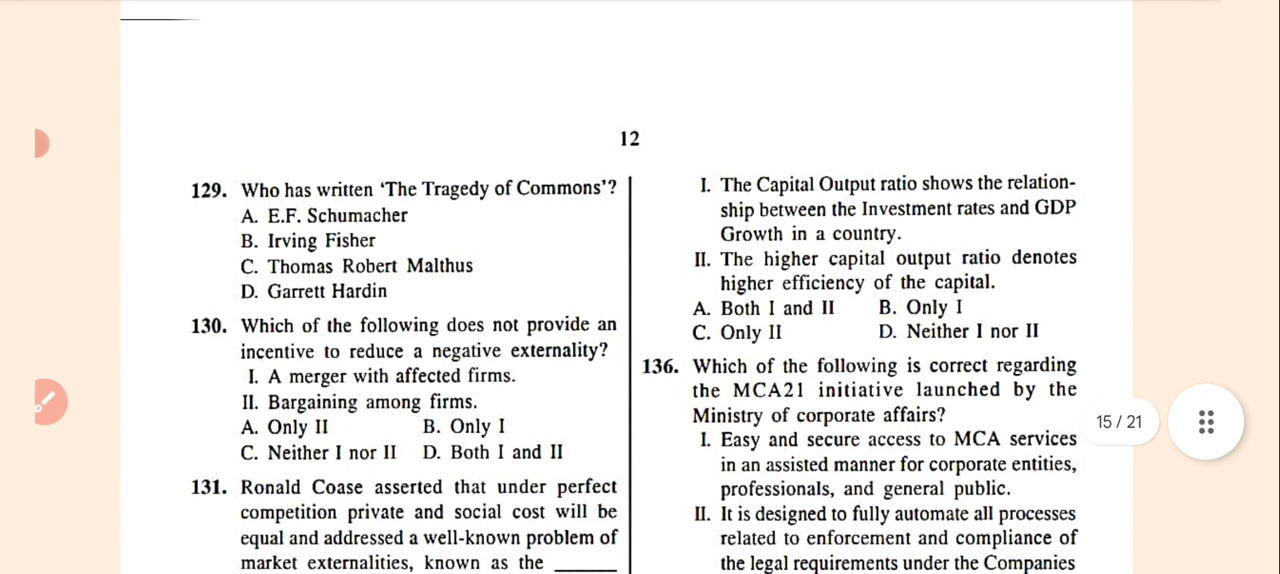 12
129. Who has written ‘The Tragedy of Commons’?
A. E.F. Schumacher
B. Irving Fisher
C. Thomas Robert Malthus
D. Garrett Hardin
130. Which of the following does not provide an
incentive to reduce a negative externality?
I. A merger with affected firms.
II. Bargaining among firms.
A. Only II B. Only I
C. Neither I nor II D. Both I and II
131. Ronald Coase asserted that under perfect
competition private and social cost will be
equal and addressed a well-known problem of
market externalities, known as the ______
I. The Capital Output ratio shows the relation-
ship between the Investment rates and GDP
Growth in a country.
II. The higher capital output ratio denotes
higher efficiency of the capital.
A. Both I and II B. Only I
C. Only II D. Neither I nor II
136. Which of the following is correct regarding
the MCA21 initiative launched by the
Ministry of corporate affairs?
I. Easy and secure access to MCA services
in an assisted manner for corporate entities,
professionals, and general public.
II. It is designed to fully automate all processes
related to enforcement and compliance of
the legal requirements under the Companies
15 / 21